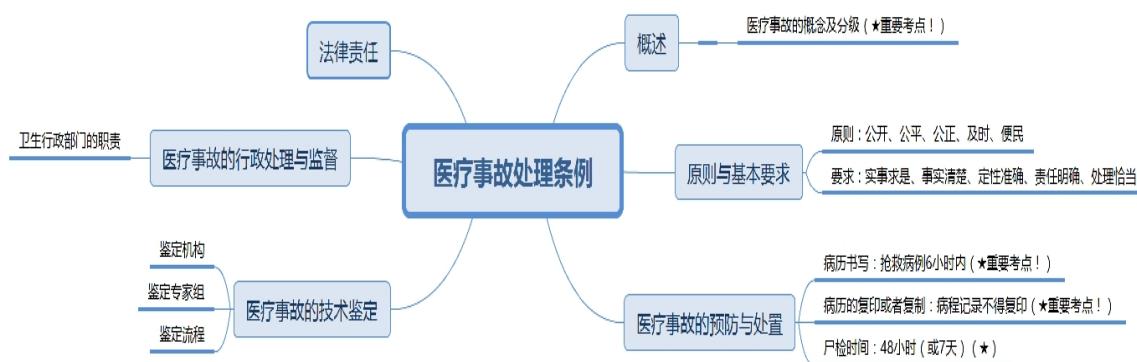 医疗事故处理条例
概述
医疗事故的概念及分级（★重要考点！）
原则与基本要求
原则：公开、公平、公正、及时、便民
要求：实事求是、事实清楚、定性准确、责任明确、处理恰当
医疗事故的预防与处置
病历书写：抢救病例6小时内（★重要考点！）
病历的复印或者复制：病程记录不得复印（★重要考点！）
尸检时间：48小时（或7天）（★）
医疗事故的技术鉴定
鉴定机构
鉴定专家组
鉴定流程
医疗事故的行政处理与监督
卫生行政部门的职责
法律责任